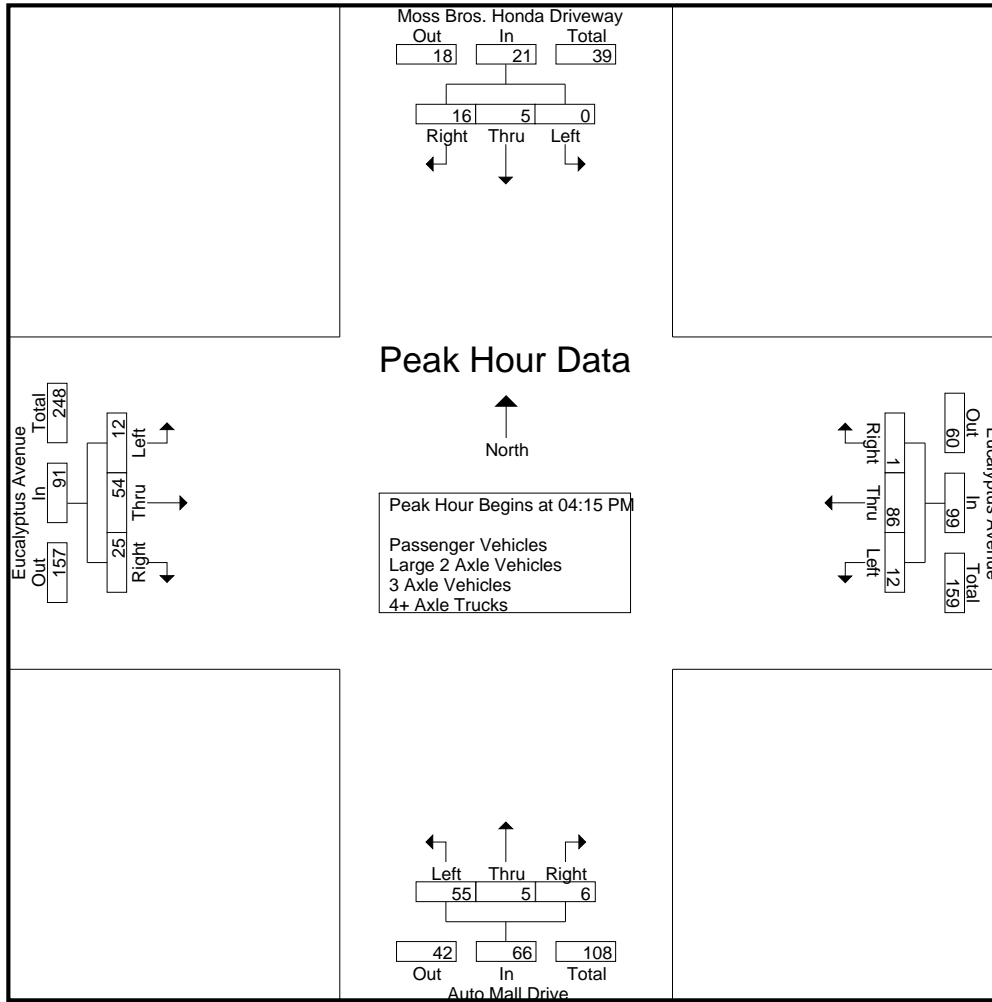 Moss Bros. Honda Driveway
Out In Total
18 21 39
16 5 0
Right Thru Left
Peak Hour Data
North
Peak Hour Begins at 04:15 PM
Passenger Vehicles
Large 2 Axle Vehicles
3 Axle Vehicles
4+ Axle Trucks
Eucalyptus Avenue
Out In Total
157 91 248
25 54 12
Right Thru Left
Eucalyptus Avenue
Out In Total
60 99 159
1 86 12
Right Thru Left
Left Thru Right
55 5 6
42 66 108
Out In Total
Auto Mall Drive